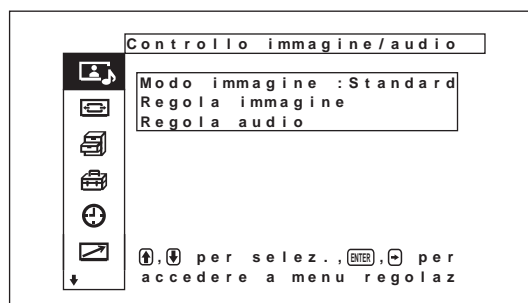 Controllo immagine/audio
Modo immagine :Standard
Regola immagine
Regola audio
↑,↓ per selez.,ENTER,→ per
accedere a menu regolaz